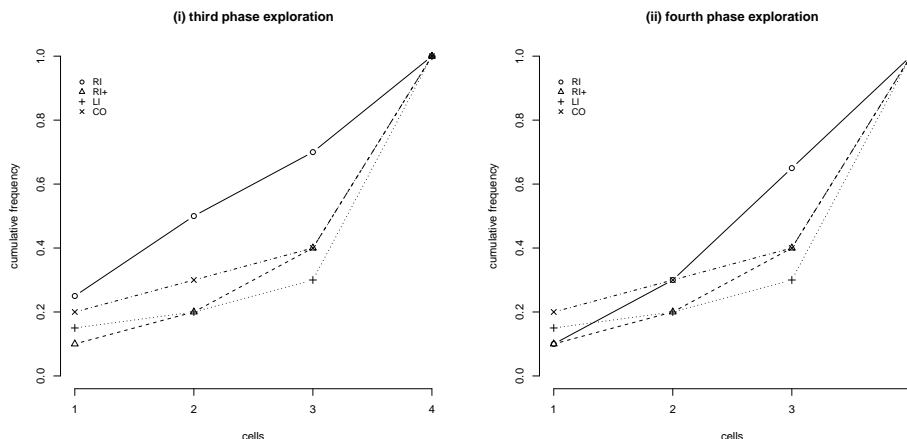 (i) third phase exploration
cumulative frequency
1.0
0.8
0.6
0.4
0.2
0.0
RI
RI+
LI
CO
1 2 3 4
cells
(ii) fourth phase exploration
cumulative frequency
1.0
0.8
0.6
0.4
0.2
0.0
RI
RI+
LI
CO
1 2 3
cells